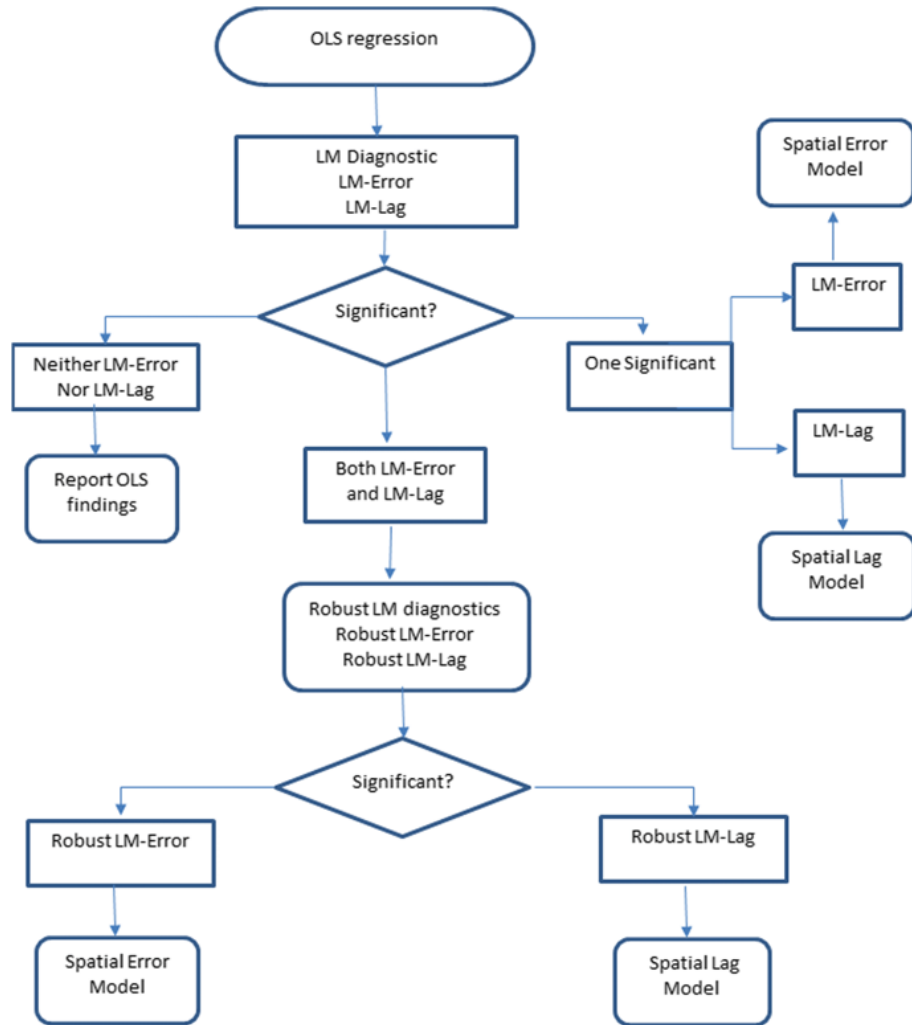 OLS regression
LM Diagnostic
LM-Error
LM-Lag
Spatial Error
Model
Significant?
LM-Error
Neither LM-Error
Nor LM-Lag
One Significant
LM-Lag
Report OLS
findings
Both LM-Error
and LM-Lag
Spatial Lag
Model
Robust LM diagnostics
Robust LM-Error
Robust LM-Lag
Significant?
Robust LM-Error
Robust LM-Lag
Spatial Error
Model
Spatial Lag
Model